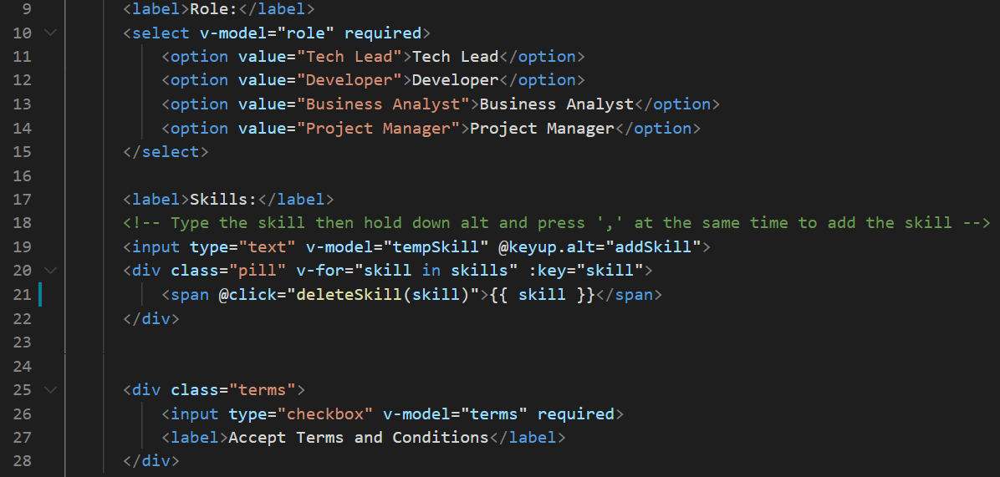 9 <label>Role:</label>
10 <select v-model="role" required>
11 <option value="Tech Lead">Tech Lead</option>
12 <option value="Developer">Developer</option>
13 <option value="Business Analyst">Business Analyst</option>
14 <option value="Project Manager">Project Manager</option>
15 </select>
16
17 <label>Skills:</label>
18 <!-- Type the skill then hold down alt and press ',' at the same time to add the skill -->
19 <input type="text" v-model="tempSkill" @keyup.alt="addSkill">
20 <div class="pill" v-for="skill in skills" :key="skill">
21 <span @click="deleteSkill(skill)">{{ skill }}</span>
22 </div>
23
24
25 <div class="terms">
26 <input type="checkbox" v-model="terms" required>
27 <label>Accept Terms and Conditions</label>
28 </div>